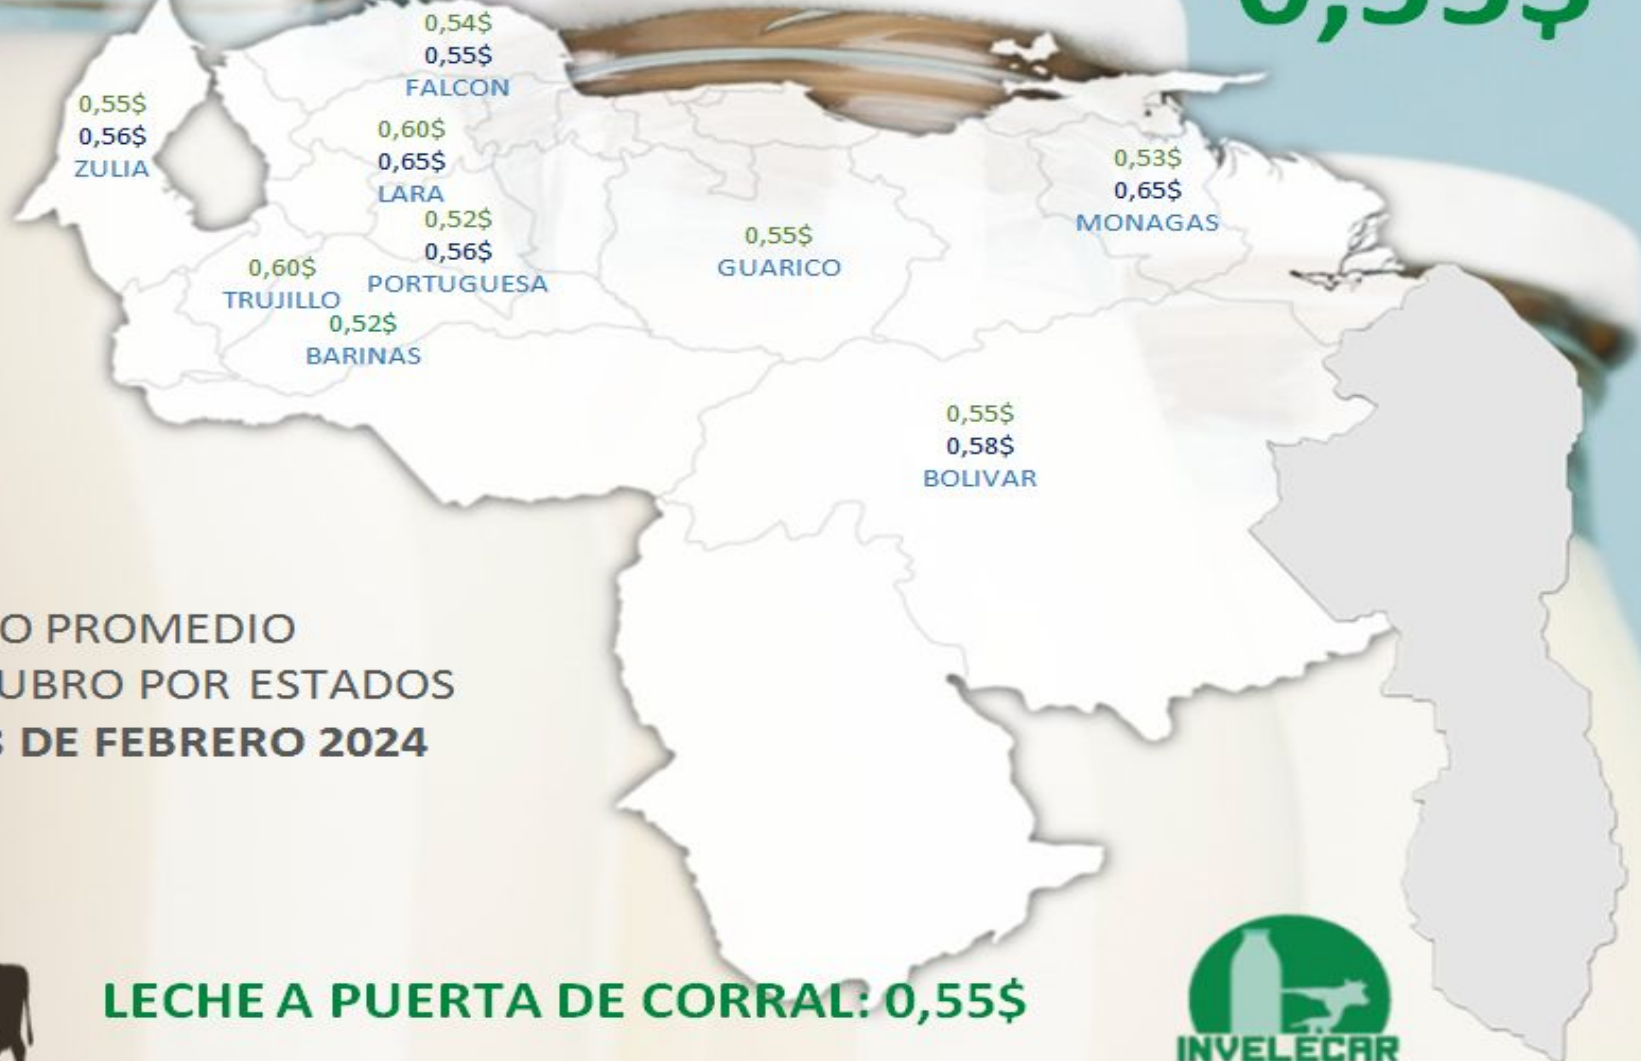 0,55$
0,54$
0,55$
FALCON
0,55$
0,56$
ZULIA
0,60$
0,65$
LARA
0,53$
0,65$
MONAGAS
0,52$
0,56$
PORTUGUESA
0,55$
GUARICO
0,60$
TRUJILLO
0,52$
BARINAS
0,55$
0,58$
BOLIVAR
O PROMEDIO
UBRO POR ESTADOS
DE FEBRERO 2024
LECHE A PUERTA DE CORRAL: 0,55$
INVELECAR